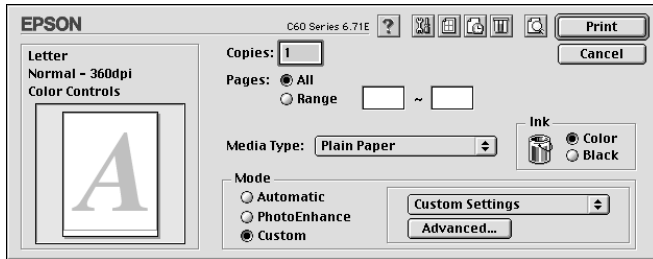 EPSON
C60 Series 6.71E ? Print
Cancel
Letter
Normal - 360dpi
Color Controls
A
Copies: 1
Pages: All
Range ~
Media Type: Plain Paper
Ink
Color
Black
Mode
Automatic
PhotoEnhance
Custom
Custom Settings
Advanced...